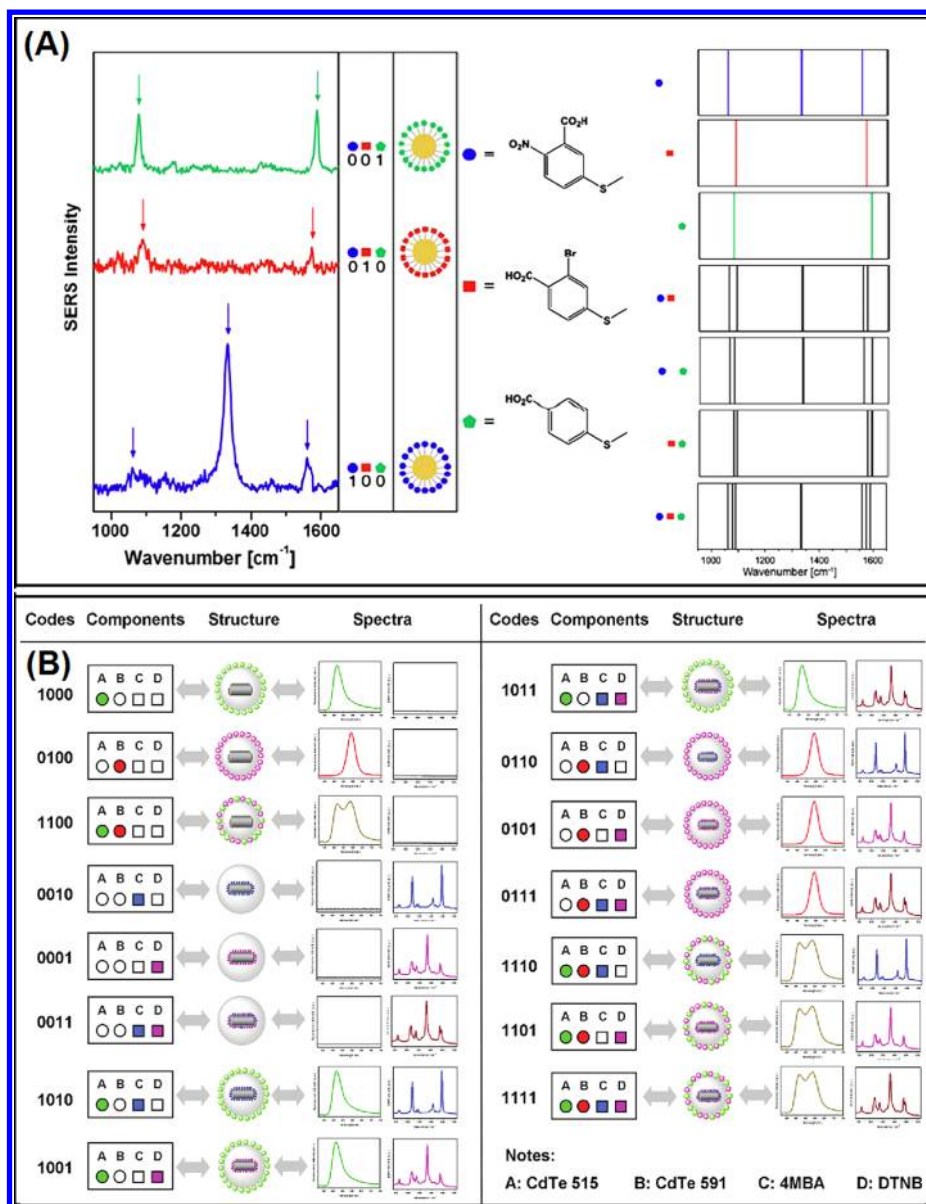 (A)
SERS Intensity
0 0 1
0 1 0
1 0 0
1000 1200 1400 1600
Wavenumber [cm⁻¹]
=
CO₂H
O₂N
S
=
Br
HO₂C
S
=
HO₂C
S
1000 1200 1400 1600
Wavenumber [cm⁻¹]
(B)
Codes Components Structure Spectra
1000 A B C D
0100 A B C D
1100 A B C D
0010 A B C D
0001 A B C D
0011 A B C D
1010 A B C D
1001 A B C D
Codes Components Structure Spectra
1011 A B C D
0110 A B C D
0101 A B C D
0111 A B C D
1110 A B C D
1101 A B C D
1111 A B C D
Notes:
A: CdTe 515 B: CdTe 591 C: 4MBA D: DTNB